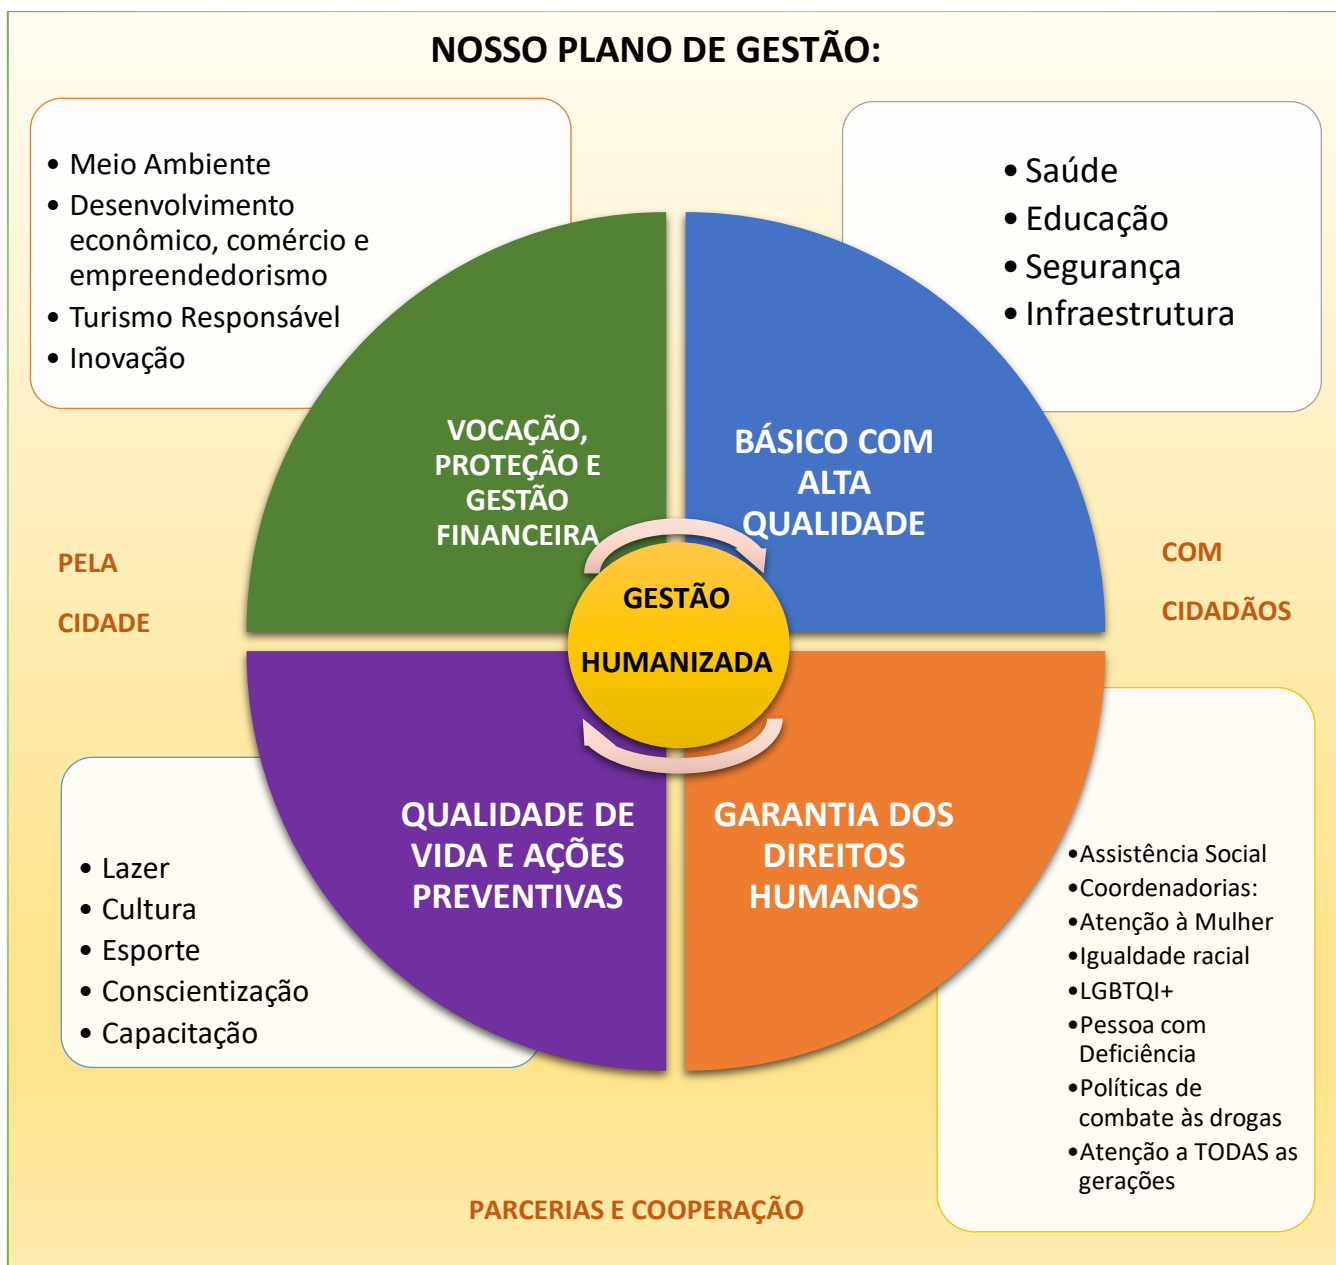 NOSSO PLANO DE GESTÃO:
• Meio Ambiente
• Desenvolvimento
econômico, comércio e
empreendedorismo
• Turismo Responsável
• Inovação
• Saúde
• Educação
• Segurança
• Infraestrutura
VOCAÇÃO,
PROTEÇÃO E
GESTÃO
FINANCEIRA
BÁSICO COM
ALTA
QUALIDADE
PELA
CIDADE
GESTÃO
HUMANIZADA
COM
CIDADÃOS
QUALIDADE DE
VIDA E AÇÕES
PREVENTIVAS
GARANTIA DOS
DIREITOS
HUMANOS
• Lazer
• Cultura
• Esporte
• Conscientização
• Capacitação
•Assistência Social
•Coordenadorias:
•Atenção à Mulher
•Igualdade racial
•LGBTQI+
•Pessoa com
Deficiência
•Políticas de
combate às drogas
•Atenção a TODAS as
gerações
PARCERIAS E COOPERAÇÃO